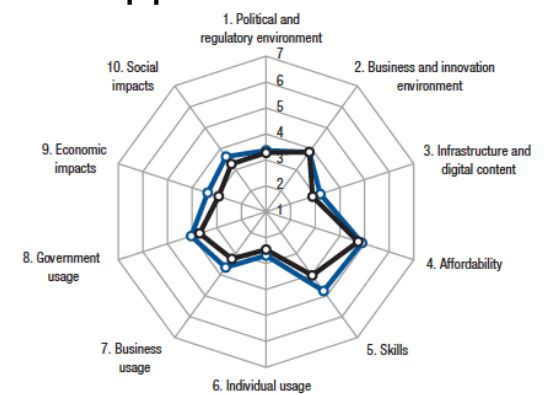 1. Political and
regulatory environment
7
10. Social
impacts
2. Business and innovation
environment
6
5
4
9. Economic
impacts
3. Infrastructure and
digital content
3
2
1
8. Government
usage
4. Affordability
7. Business
usage
5. Skills
6. Individual usage